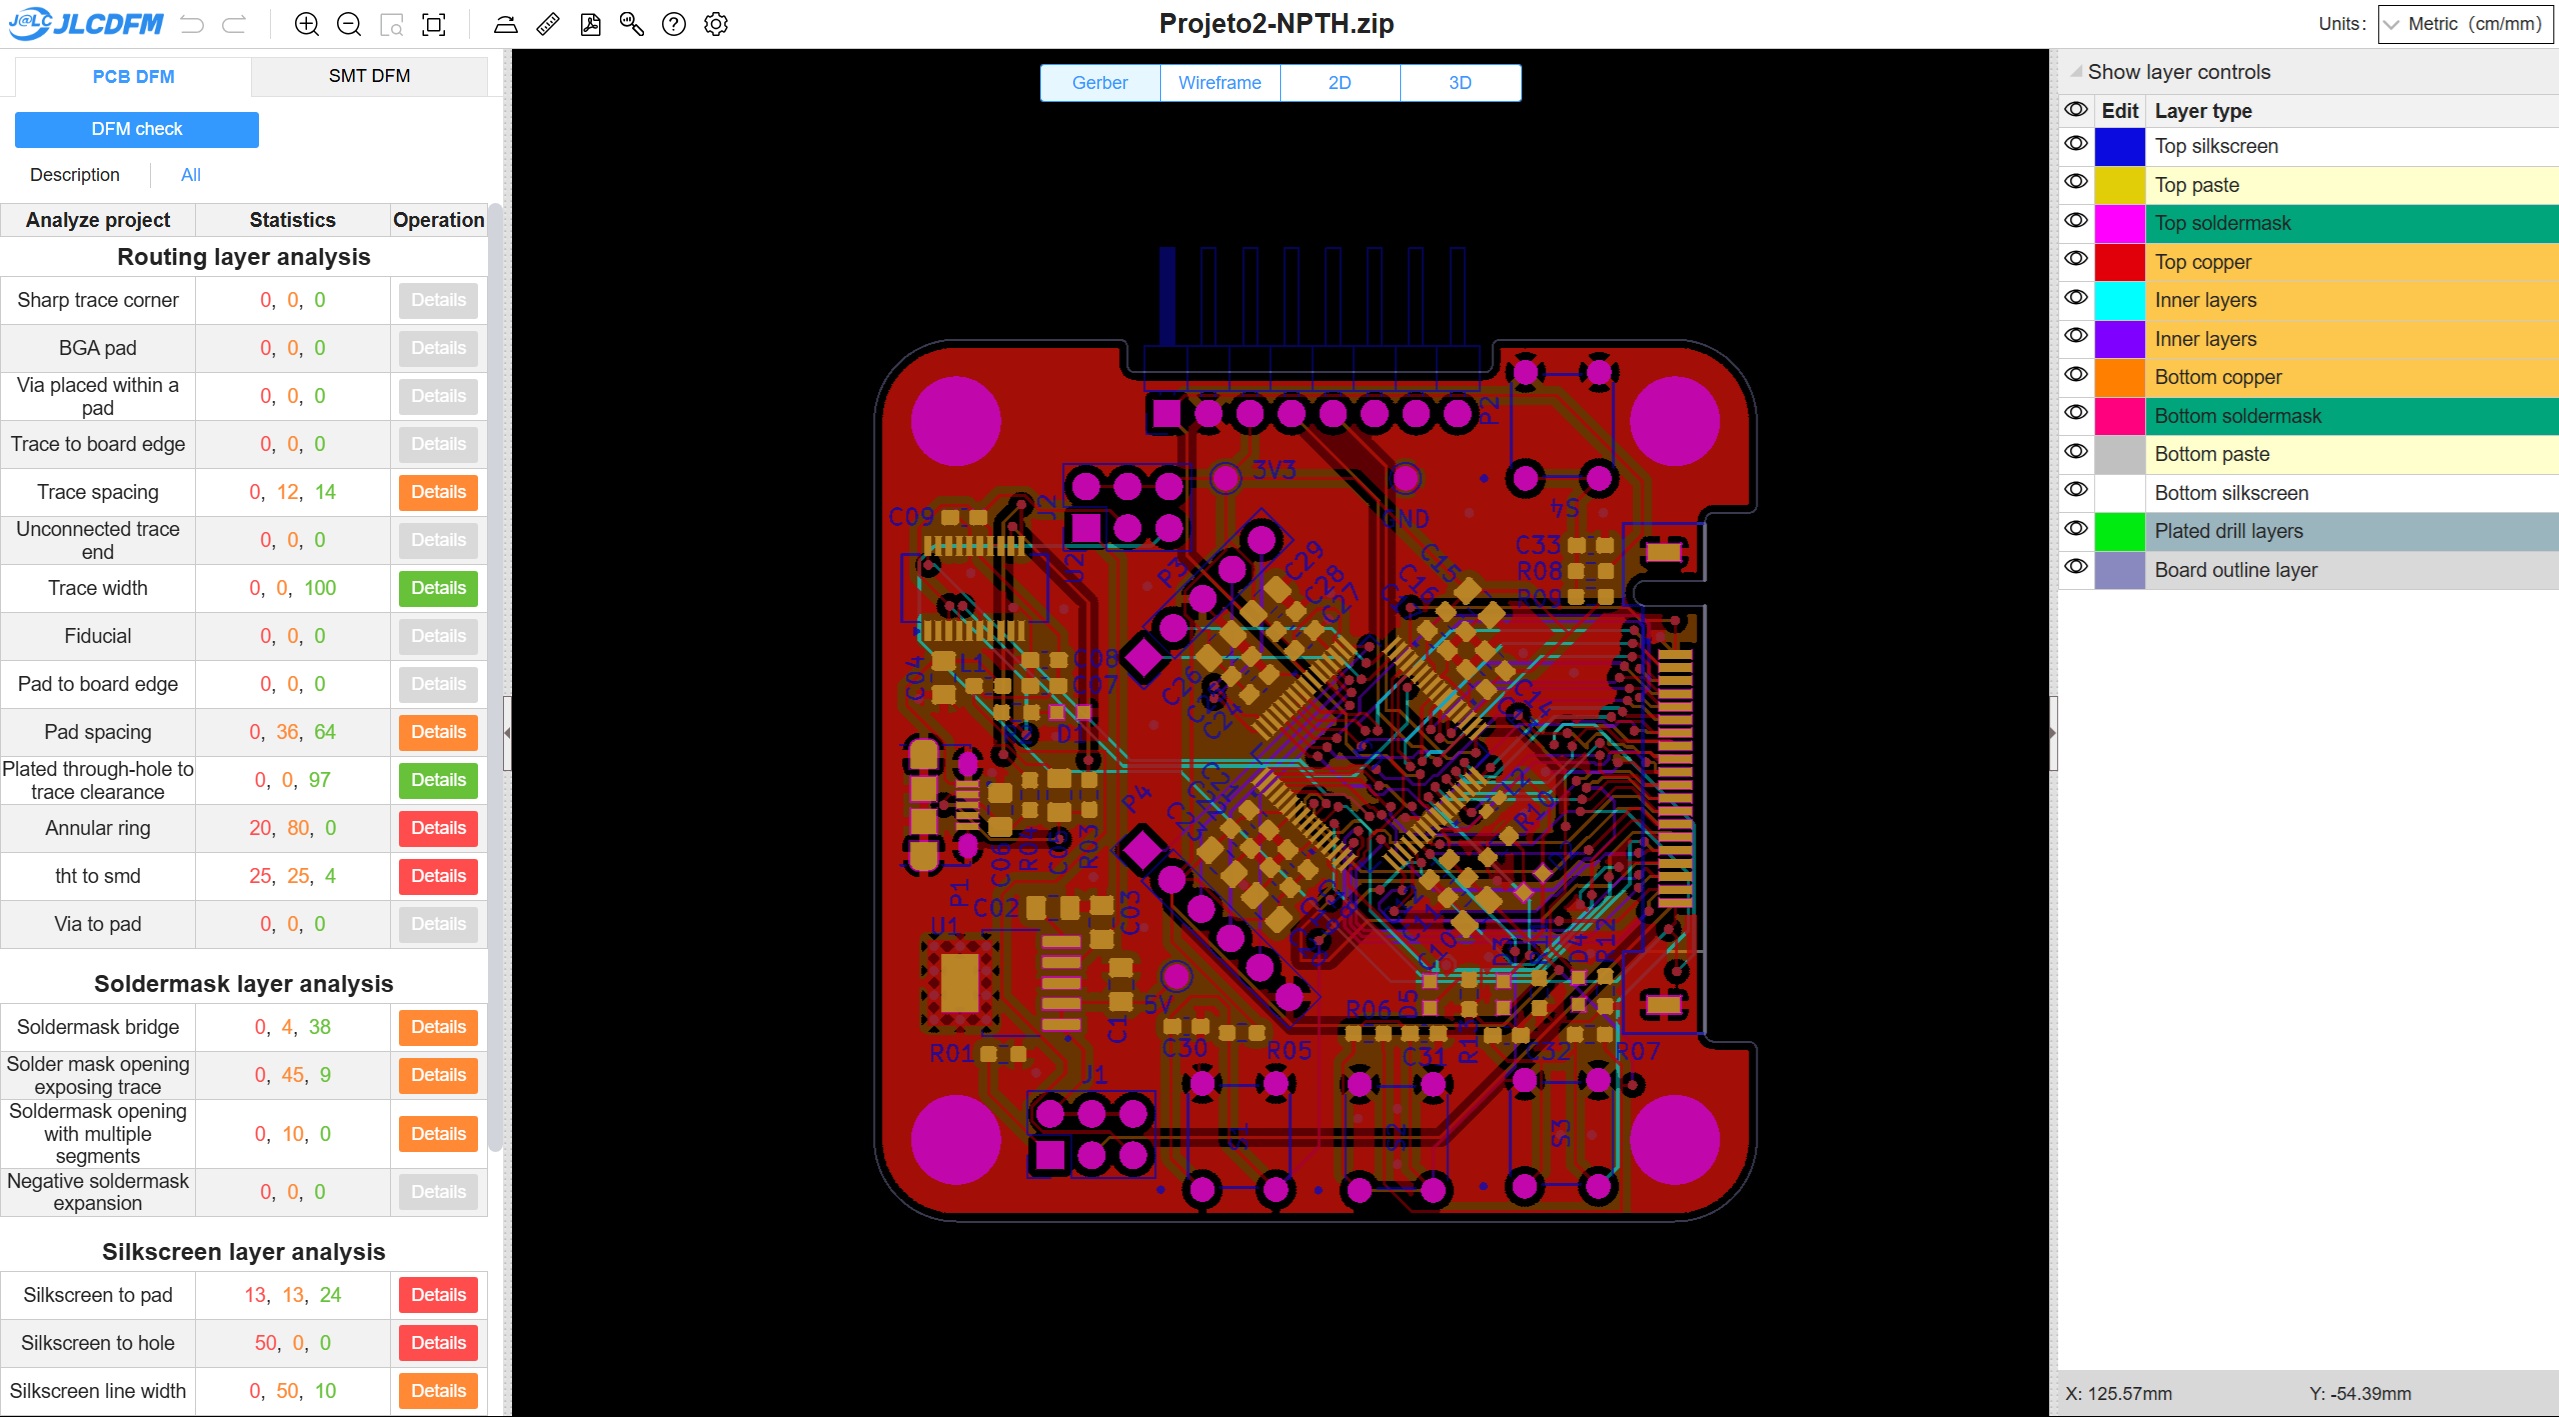 J@LC JLCDFM
Projeto2-NPTH.zip
Units: Metric (cm/mm)
PCB DFM
SMT DFM
DFM check
Description
All
Analyze project Statistics Operation
Routing layer analysis
Sharp trace corner 0, 0, 0 Details
BGA pad 0, 0, 0 Details
Via placed within a
pad 0, 0, 0 Details
Trace to board edge 0, 0, 0 Details
Trace spacing 0, 12, 14 Details
Unconnected trace
end 0, 0, 0 Details
Trace width 0, 0, 100 Details
Fiducial 0, 0, 0 Details
Pad to board edge 0, 0, 0 Details
Pad spacing 0, 36, 64 Details
Plated through-hole to
trace clearance 0, 0, 97 Details
Annular ring 20, 80, 0 Details
tht to smd 25, 25, 4 Details
Via to pad 0, 0, 0 Details
Soldermask layer analysis
Soldermask bridge 0, 4, 38 Details
Solder mask opening
exposing trace 0, 45, 9 Details
Soldermask opening
with multiple
segments 0, 10, 0 Details
Negative soldermask
expansion 0, 0, 0 Details
Silkscreen layer analysis
Silkscreen to pad 13, 13, 24 Details
Silkscreen to hole 50, 0, 0 Details
Silkscreen line width 0, 50, 10 Details
Gerber
Wireframe
2D
3D
P2
3V3
J2
C09
GND
S4
U2
P3
C29
C28
C27
C15
C16
C33
R08
R09
C04
L1
C08
C07
C26
C24
C14
D1
P4
C23
R10
C06
R04
R03
P1
C02
C03
U1
C11
C10
D4
R12
5V
C1
R06
D5
C30
R05
C31
C32
R07
R01
J1
S3
Show layer controls
Edit Layer type
Top silkscreen
Top paste
Top soldermask
Top copper
Inner layers
Inner layers
Bottom copper
Bottom soldermask
Bottom paste
Bottom silkscreen
Plated drill layers
Board outline layer
X: 125.57mm Y: -54.39mm